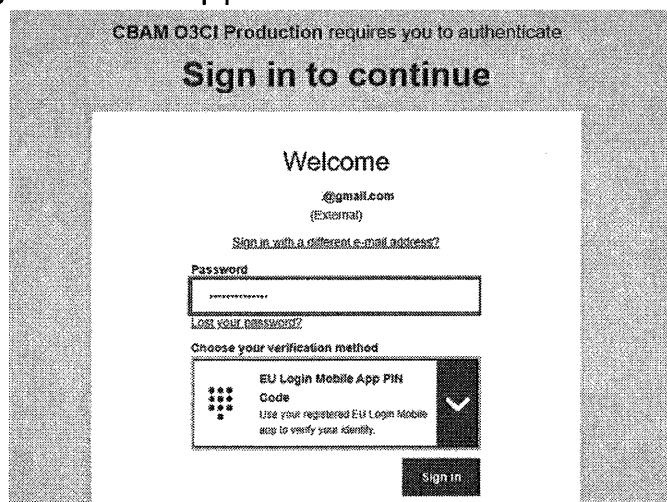 CBAM O3CI Production requires you to authenticate
Sign in to continue
Welcome
@gmail.com
(External)
Sign in with a different e-mail address?
Password
Lost your password?
Choose your verification method
EU Login Mobile App PIN
Code
Use your registered EU Login Mobile
app to verify your identity.
Sign in